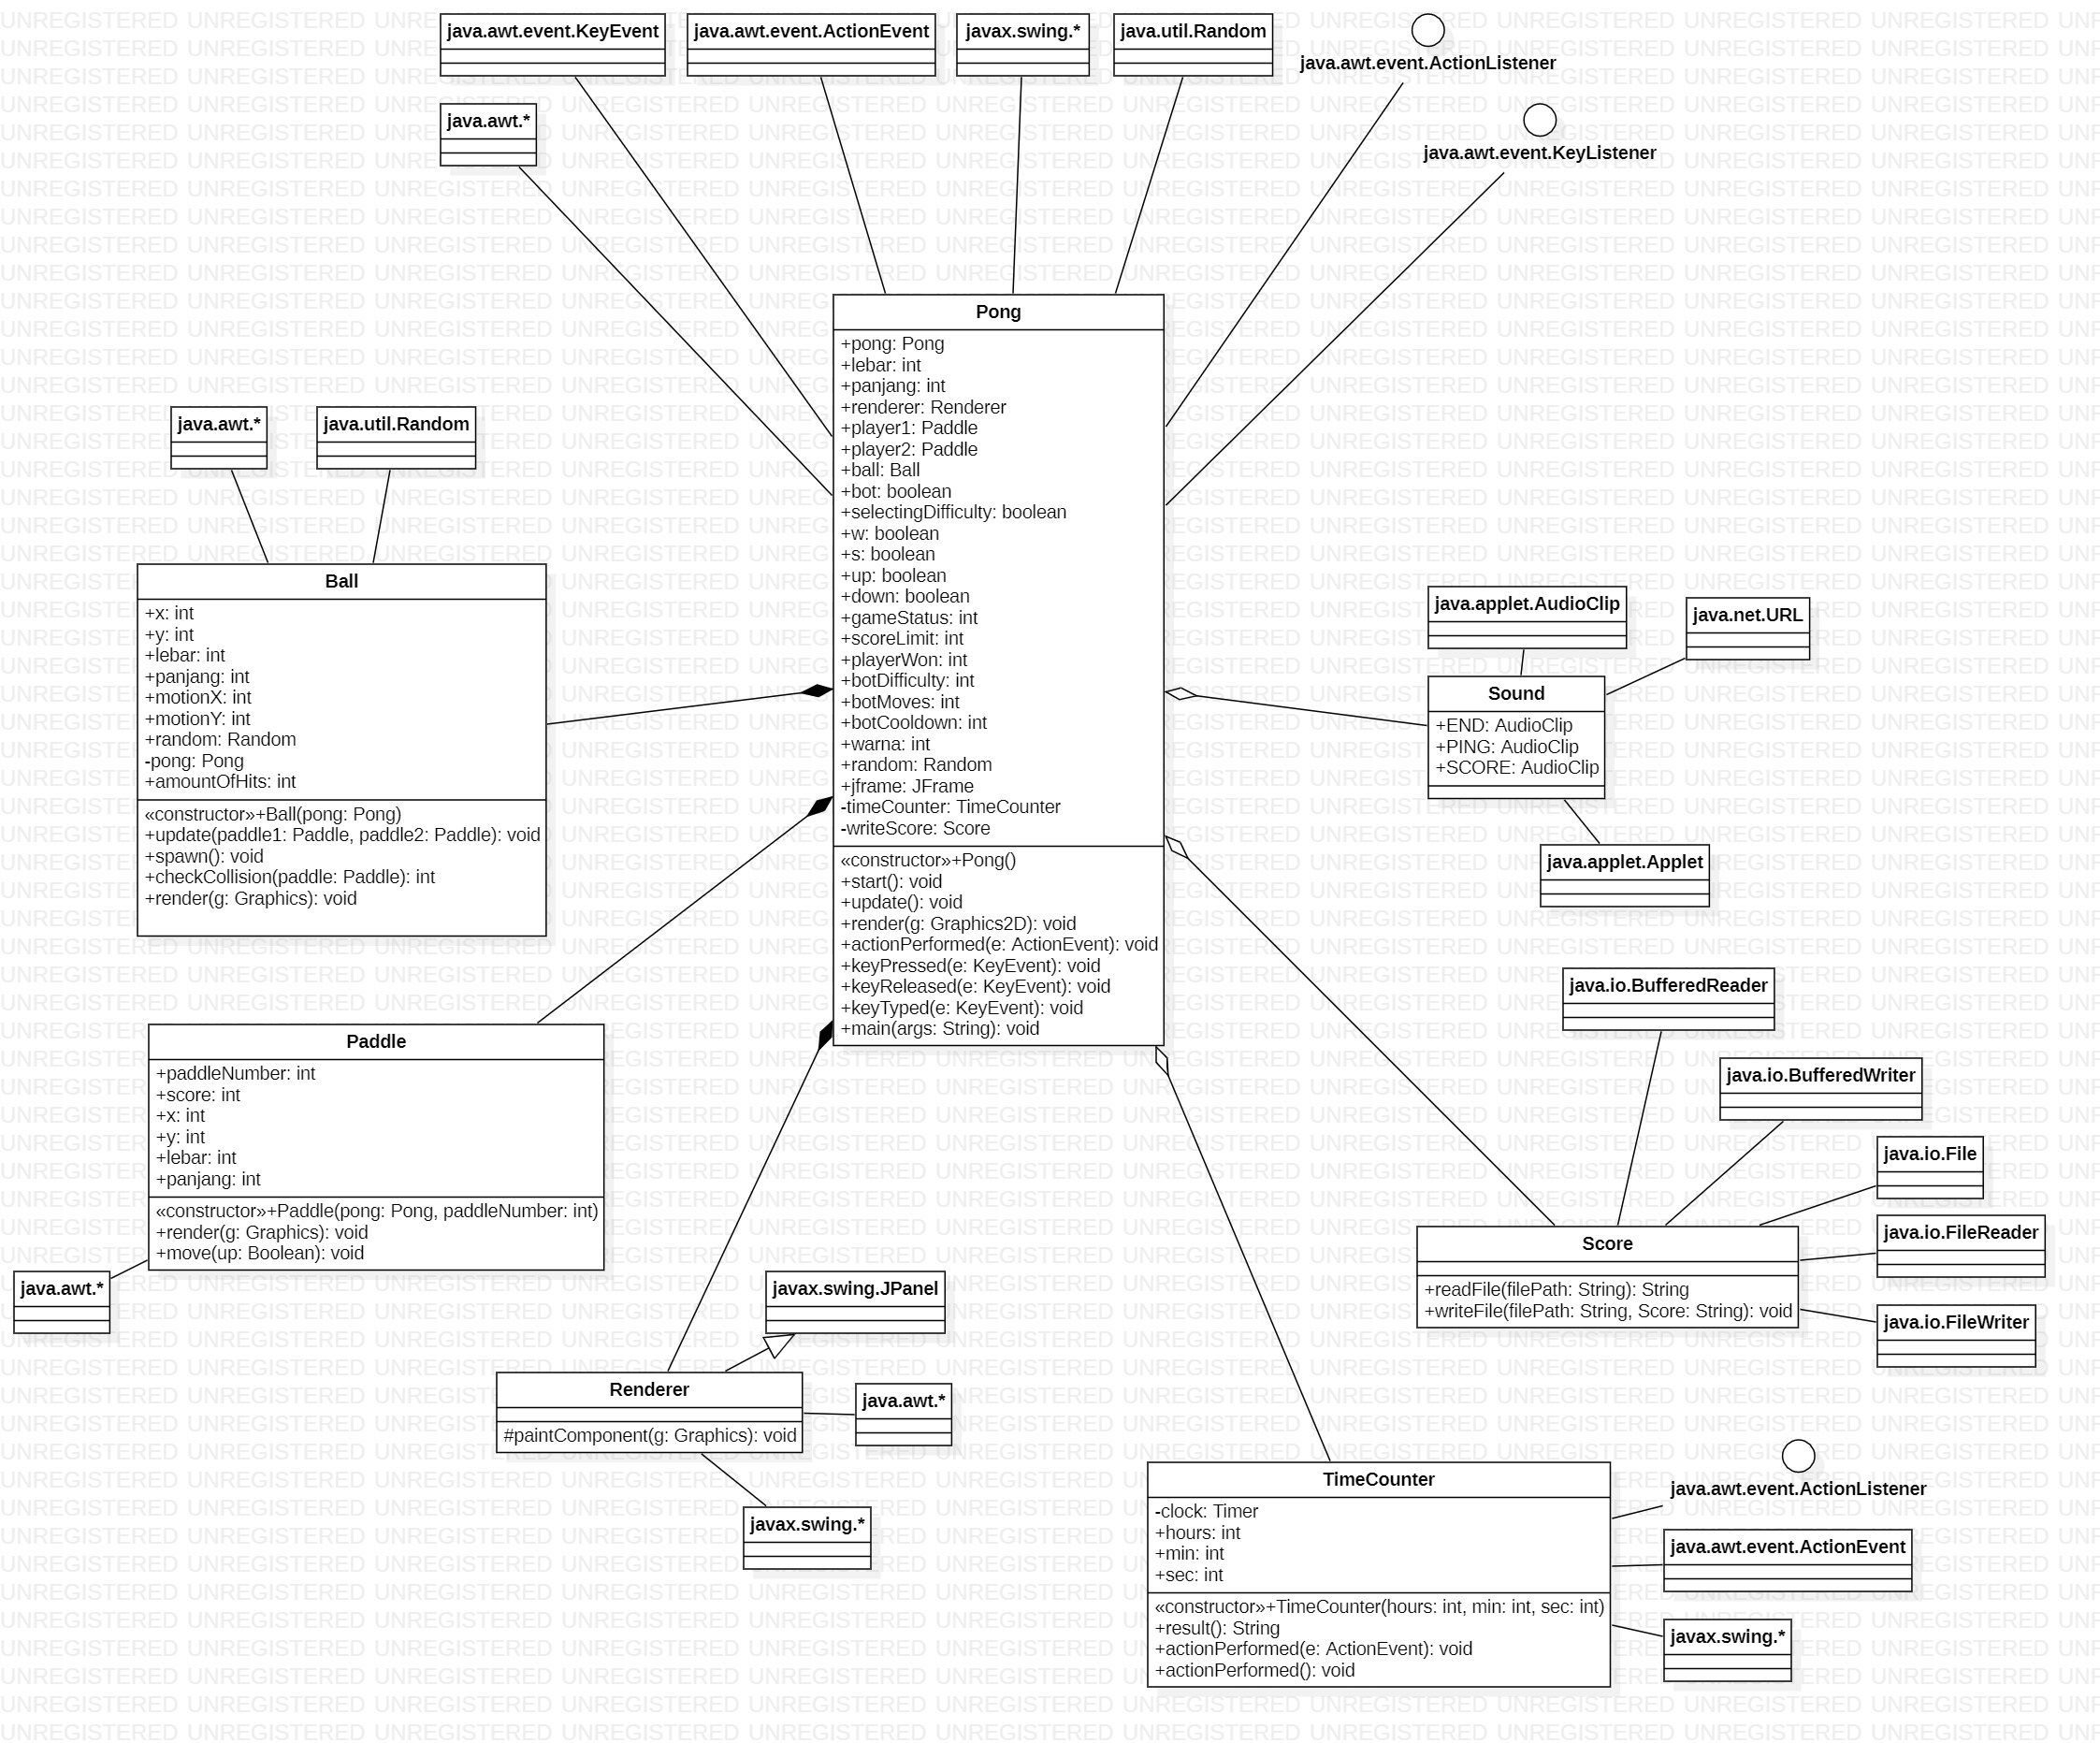 java.awt.event.KeyEvent
java.awt.event.ActionEvent
javax.swing.*
java.util.Random
java.awt.event.ActionListener
java.awt.*
java.awt.event.KeyListener
Pong
+pong: Pong
+lebar: int
+panjang: int
+renderer: Renderer
+player1: Paddle
+player2: Paddle
+ball: Ball
+bot: boolean
+selectingDifficulty: boolean
+w: boolean
+s: boolean
+up: boolean
+down: boolean
+gameStatus: int
+scoreLimit: int
+playerWon: int
+botDifficulty: int
+botMoves: int
+botCooldown: int
+warna: int
+random: Random
+jframe: JFrame
-timeCounter: TimeCounter
-writeScore: Score
«constructor»+Pong()
+start(): void
+update(): void
+render(g: Graphics2D): void
+actionPerformed(e: ActionEvent): void
+keyPressed(e: KeyEvent): void
+keyReleased(e: KeyEvent): void
+keyTyped(e: KeyEvent): void
+main(args: String): void
java.awt.*
java.util.Random
Ball
+x: int
+y: int
+lebar: int
+panjang: int
+motionX: int
+motionY: int
+random: Random
-pong: Pong
+amountOfHits: int
«constructor»+Ball(pong: Pong)
+update(paddle1: Paddle, paddle2: Paddle): void
+spawn(): void
+checkCollision(paddle: Paddle): int
+render(g: Graphics): void
java.applet.AudioClip
java.net.URL
Sound
+END: AudioClip
+PING: AudioClip
+SCORE: AudioClip
java.applet.Applet
Paddle
+paddleNumber: int
+score: int
+x: int
+y: int
+lebar: int
+panjang: int
«constructor»+Paddle(pong: Pong, paddleNumber: int)
+render(g: Graphics): void
+move(up: Boolean): void
java.awt.*
java.io.BufferedReader
java.io.BufferedWriter
java.io.File
java.io.FileReader
java.io.FileWriter
Score
+readFile(filePath: String): String
+writeFile(filePath: String, Score: String): void
javax.swing.JPanel
Renderer
#paintComponent(g: Graphics): void
java.awt.*
javax.swing.*
TimeCounter
-clock: Timer
+hours: int
+min: int
+sec: int
«constructor»+TimeCounter(hours: int, min: int, sec: int)
+result(): String
+actionPerformed(e: ActionEvent): void
+actionPerformed(): void
java.awt.event.ActionListener
java.awt.event.ActionEvent
javax.swing.*
UNREGISTERED